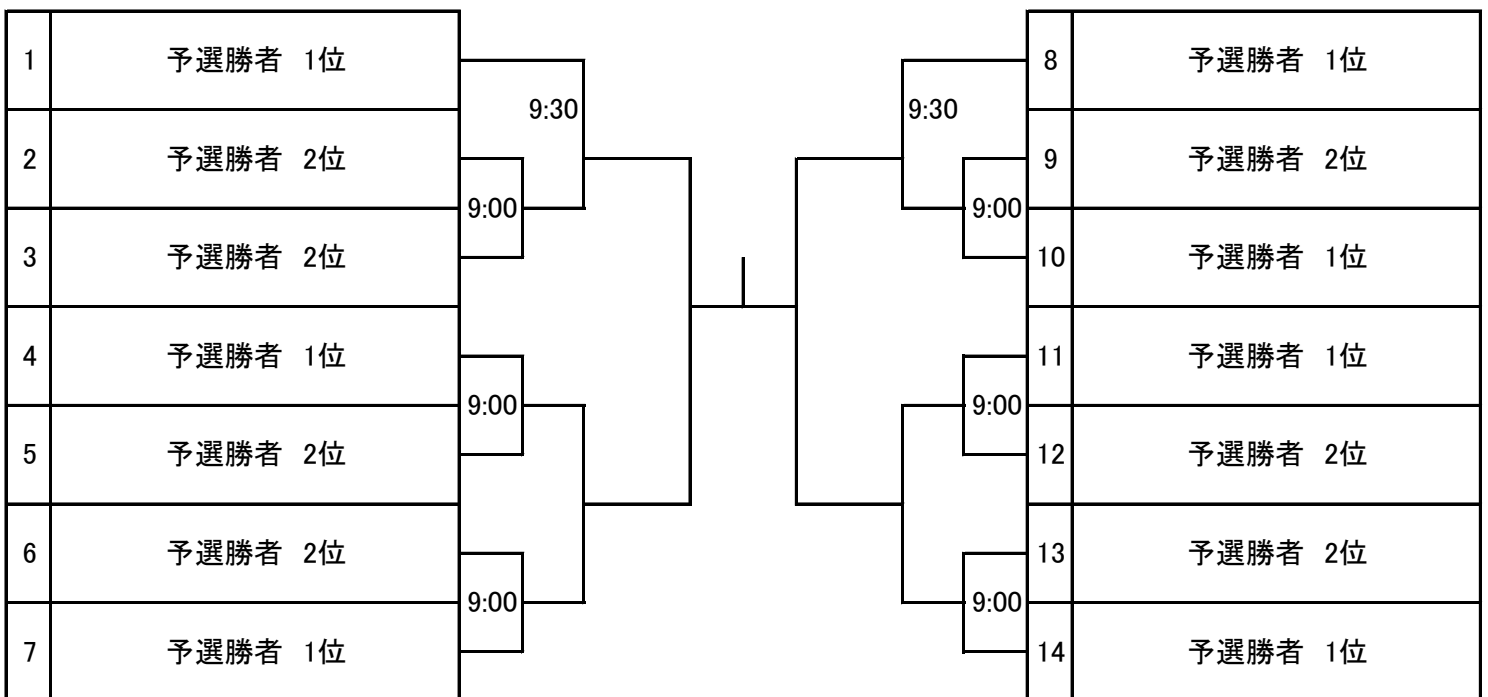 1 予選勝者 1位
9:30
2 予選勝者 2位
9:00
3 予選勝者 2位
4 予選勝者 1位
9:00
5 予選勝者 2位
6 予選勝者 2位
9:00
7 予選勝者 1位
8 予選勝者 1位
9:30
9 予選勝者 2位
9:00
10 予選勝者 1位
11 予選勝者 1位
9:00
12 予選勝者 2位
13 予選勝者 2位
9:00
14 予選勝者 1位